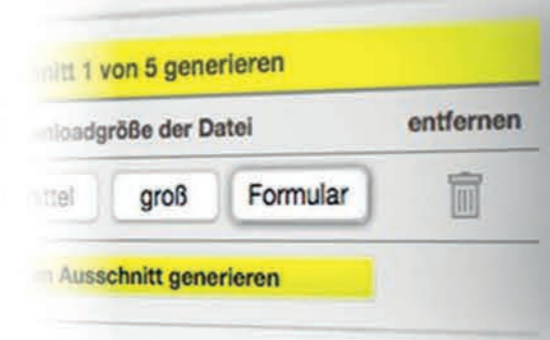 1 von 5 generieren
der Datei entfernen
groß Formular
Ausschnitt generieren